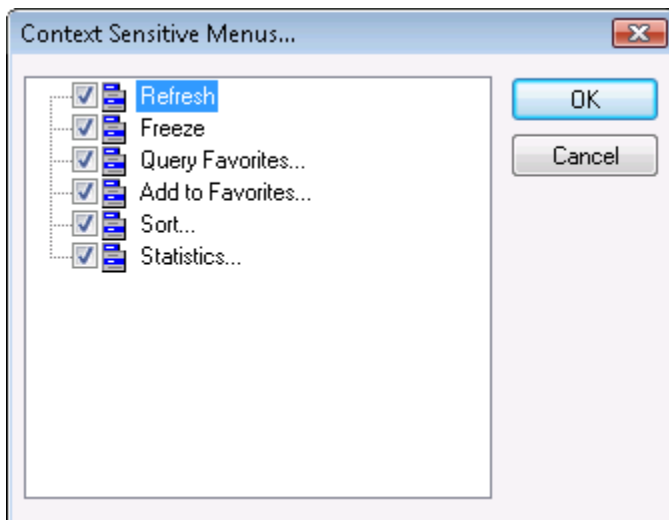 Context Sensitive Menus...
Refresh
Freeze
Query Favorites...
Add to Favorites...
Sort...
Statistics...
OK
Cancel